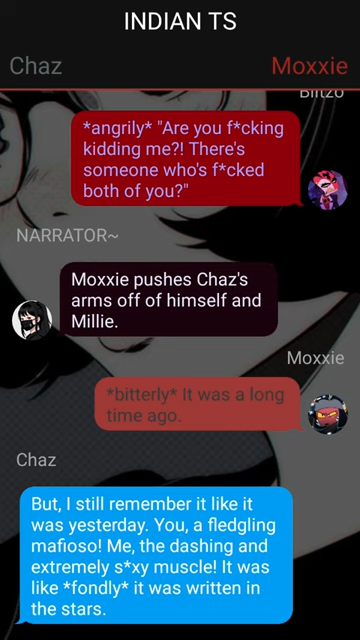 INDIAN TS
Chaz
Moxxie
Blitzo
*angrily* "Are you f*cking
kidding me?! There's
someone who's f*cked
both of you?"
NARRATOR~
Moxxie pushes Chaz's
arms off of himself and
Millie.
Moxxie
*bitterly* It was a long
time ago.
Chaz
But, I still remember it like it
was yesterday. You, a fledgling
mafioso! Me, the dashing and
extremely s*xy muscle! It was
like *fondly* it was written in
the stars.